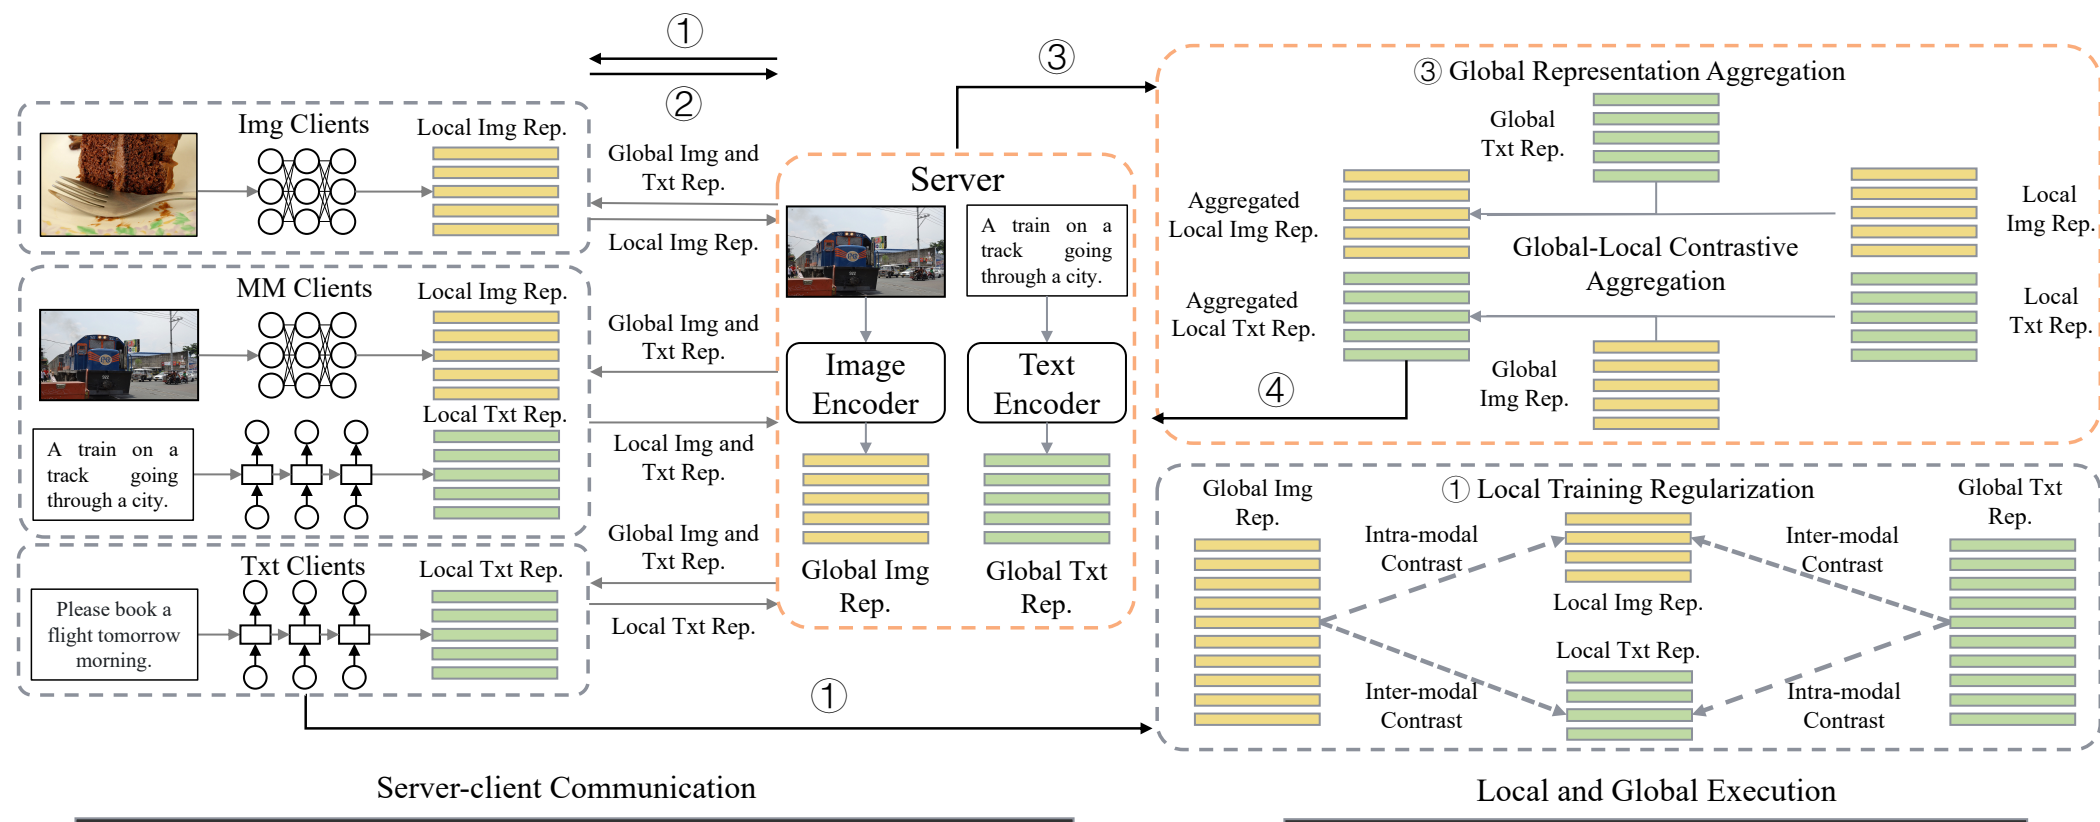 ①
②
③
Img Clients
Local Img Rep.
Global Img and
Txt Rep.
Local Img Rep.
MM Clients
Local Img Rep.
Local Txt Rep.
A train on a
track going
through a city.
Global Img and
Txt Rep.
Local Img and
Txt Rep.
Txt Clients
Local Txt Rep.
Please book a
flight tomorrow
morning.
Global Img and
Txt Rep.
Local Txt Rep.
Server
A train on a
track going
through a city.
Image
Encoder
Text
Encoder
Global Img
Rep.
Global Txt
Rep.
①
③ Global Representation Aggregation
Global
Txt Rep.
Aggregated
Local Img Rep.
Local
Img Rep.
Global-Local Contrastive
Aggregation
Aggregated
Local Txt Rep.
Local
Txt Rep.
Global
Img Rep.
④
① Local Training Regularization
Global Img
Rep.
Global Txt
Rep.
Intra-modal
Contrast
Inter-modal
Contrast
Local Img Rep.
Local Txt Rep.
Inter-modal
Contrast
Intra-modal
Contrast
Server-client Communication
Local and Global Execution